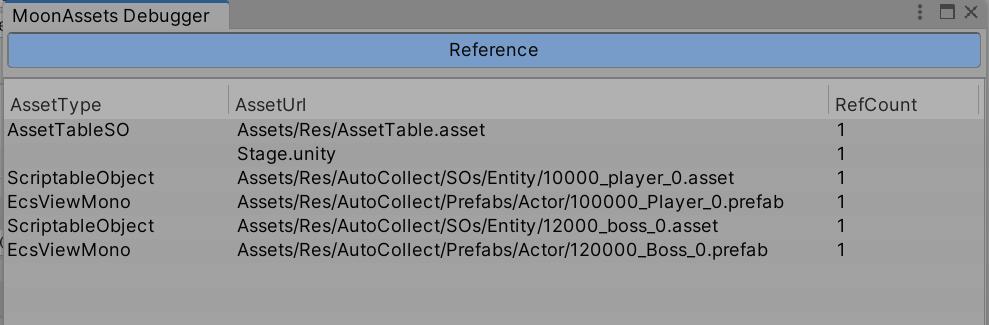 MoonAssets Debugger
Reference
AssetType AssetUrl RefCount
AssetTableSO Assets/Res/AssetTable.asset 1
Stage.unity 1
ScriptableObject Assets/Res/AutoCollect/SOs/Entity/10000_player_0.asset 1
EcsViewMono Assets/Res/AutoCollect/Prefabs/Actor/100000_Player_0.prefab 1
ScriptableObject Assets/Res/AutoCollect/SOs/Entity/12000_boss_0.asset 1
EcsViewMono Assets/Res/AutoCollect/Prefabs/Actor/120000_Boss_0.prefab 1